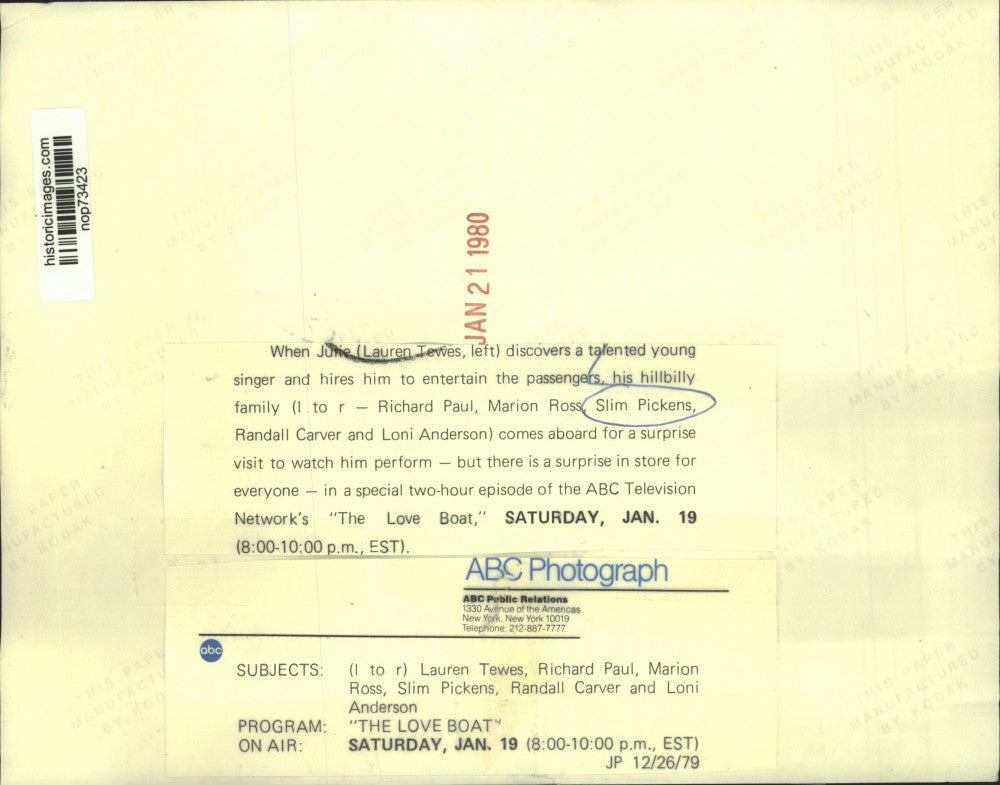 historicimages.com
nop73423
JAN 21 1980
When Julie (Lauren Tewes, left) discovers a talented young
singer and hires him to entertain the passengers, his hillbilly
family (l to r — Richard Paul, Marion Ross, Slim Pickens,
Randall Carver and Loni Anderson) comes aboard for a surprise
visit to watch him perform — but there is a surprise in store for
everyone — in a special two-hour episode of the ABC Television
Network's "The Love Boat," SATURDAY, JAN. 19
(8:00-10:00 p.m., EST).
ABC Photograph
ABC Public Relations
1330 Avenue of the Americas
New York, New York 10019
Telephone: 212-887-7777
abc
SUBJECTS: (l to r) Lauren Tewes, Richard Paul, Marion
Ross, Slim Pickens, Randall Carver and Loni
Anderson
PROGRAM: "THE LOVE BOAT"
ON AIR: SATURDAY, JAN. 19 (8:00-10:00 p.m., EST)
JP 12/26/79
THIS PAPER
MANUFACTURED
BY KODAK